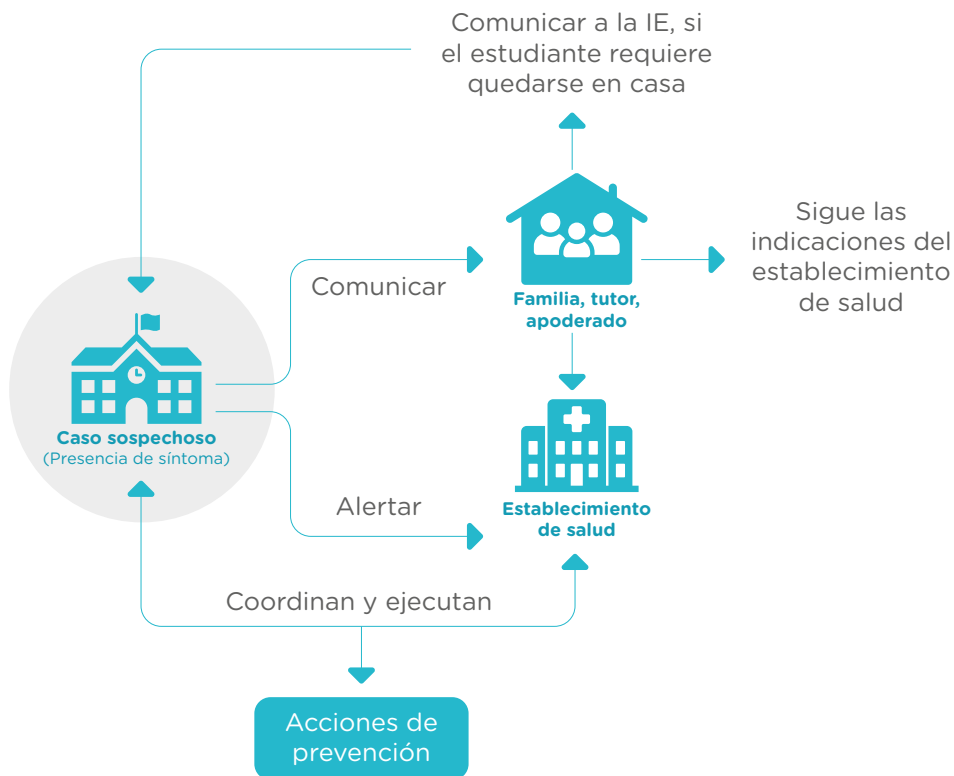 Comunicar a la IE, si
el estudiante requiere
quedarse en casa
Sigue las
indicaciones del
establecimiento
de salud
Comunicar
Familia, tutor,
apoderado
Caso sospechoso
(Presencia de síntoma)
Alertar
Establecimiento
de salud
Coordinan y ejecutan
Acciones de
prevención